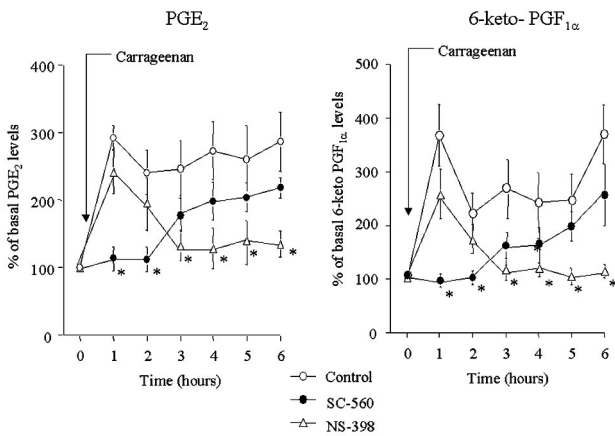 PGE2
6-keto- PGF1α
Carrageenan
Carrageenan
% of basal PGE2 levels
400
300
200
100
0
* * * * * *
0 1 2 3 4 5 6
Time (hours)
% of basal 6-keto PGF1α, levels
500
400
300
200
100
0
* * * * * * *
0 1 2 3 4 5 6
Time (hours)
Control
SC-560
NS-398